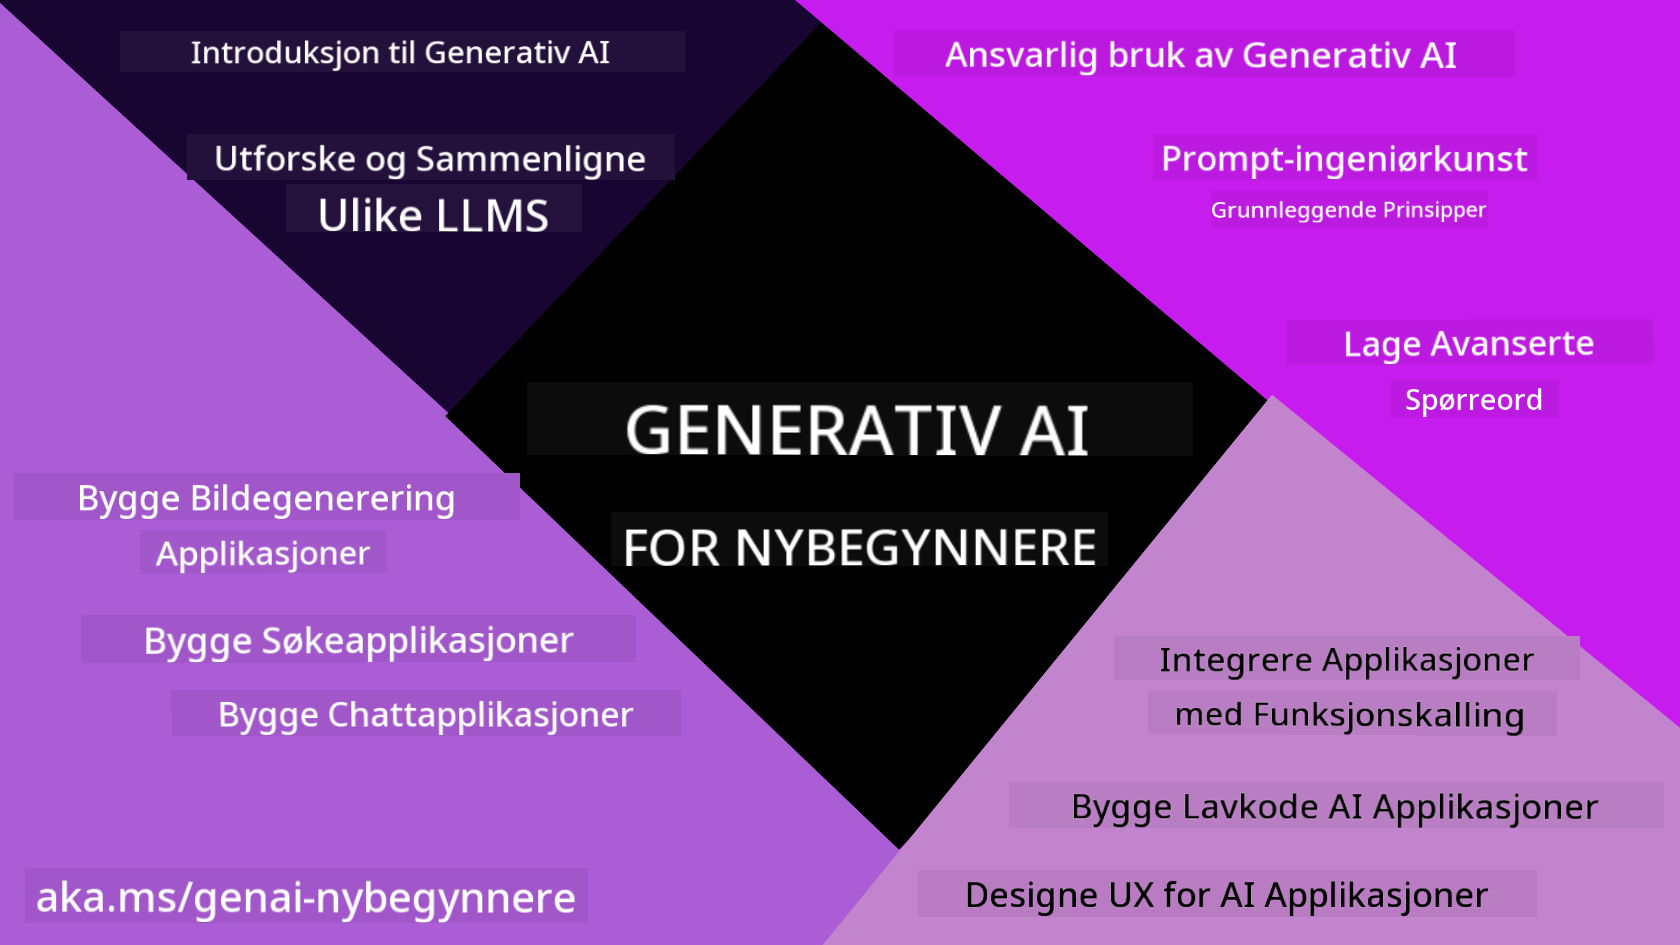 Introduksjon til Generativ AI
Utforske og Sammenligne
Ulike LLMS
Ansvarlig bruk av Generativ AI
Prompt-ingeniørkunst
Grunnleggende Prinsipper
Lage Avanserte
Spørreord
GENERATIV AI
FOR NYBEGYNNERE
Bygge Bildegenerering
Applikasjoner
Bygge Søkeapplikasjoner
Bygge Chattapplikasjoner
Integrere Applikasjoner
med Funksjonskalling
Bygge Lavkode AI Applikasjoner
Designe UX for AI Applikasjoner
aka.ms/genai-nybegynnere